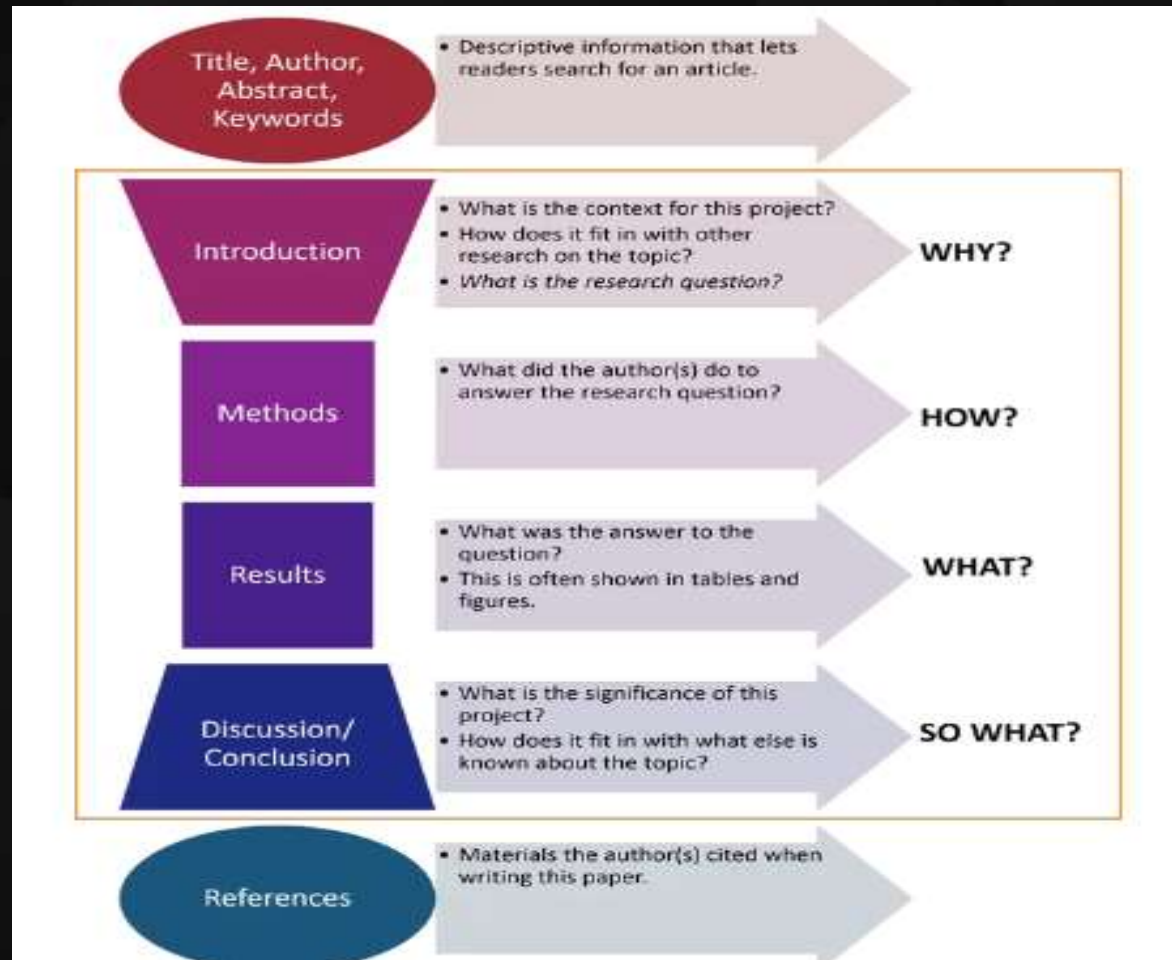 Title, Author,
Abstract,
Keywords
• Descriptive information that lets
readers search for an article.
Introduction
• What is the context for this project?
• How does it fit in with other
research on the topic?
• What is the research question?
WHY?
Methods
• What did the author(s) do to
answer the research question?
HOW?
Results
• What was the answer to the
question?
• This is often shown in tables and
figures.
WHAT?
Discussion/
Conclusion
• What is the significance of this
project?
• How does it fit in with what else is
known about the topic?
SO WHAT?
References
• Materials the author(s) cited when
writing this paper.